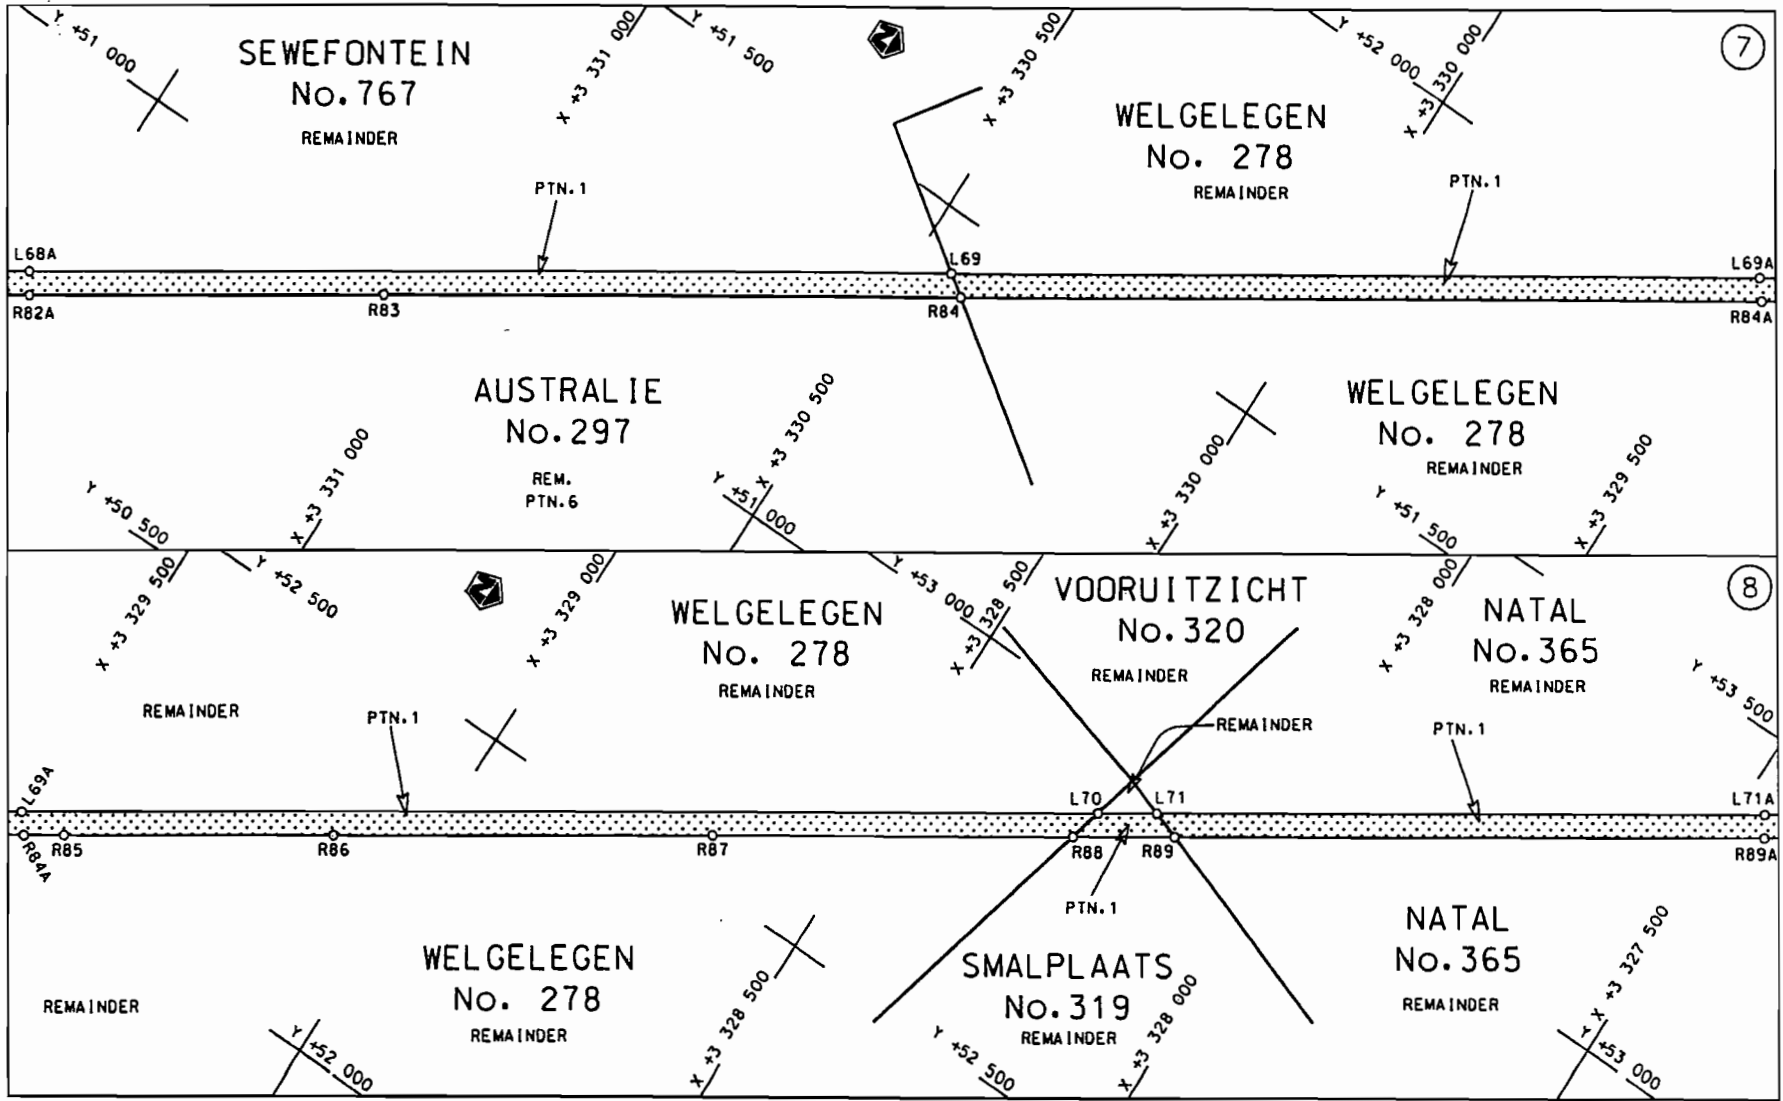 Y +51 000
SEWEFONTEIN
No.767
REMAINDER
X +3 331 000
Y +51 500
N
X +3 330 500
WELGELEGEN
No. 278
REMAINDER
Y +52 000
X +3 330 000
7
PTN.1
PTN.1
L68A
L69
L69A
R82A
R83
R84
R84A
AUSTRALIE
No.297
REM.
PTN.6
WELGELEGEN
No. 278
REMAINDER
Y +50 500
X +3 331 000
Y +51 000
X +3 330 500
X +3 330 000
Y +51 500
X +3 329 500
X +3 329 500
Y +52 500
N
X +3 329 000
WELGELEGEN
No. 278
REMAINDER
Y +53 000
X +3 328 500
VOORUITZICHT
No.320
REMAINDER
X +3 328 000
NATAL
No.365
REMAINDER
8
Y +53 500
REMAINDER
PTN.1
REMAINDER
PTN.1
L69A
L70
L71
L71A
R84A
R85
R86
R87
R88
R89
R89A
PTN.1
WELGELEGEN
No. 278
REMAINDER
REMAINDER
SMALPLAATS
No.319
REMAINDER
NATAL
No.365
REMAINDER
Y +52 000
X +3 328 500
Y +52 500
X +3 328 000
X +3 327 500
Y +53 000